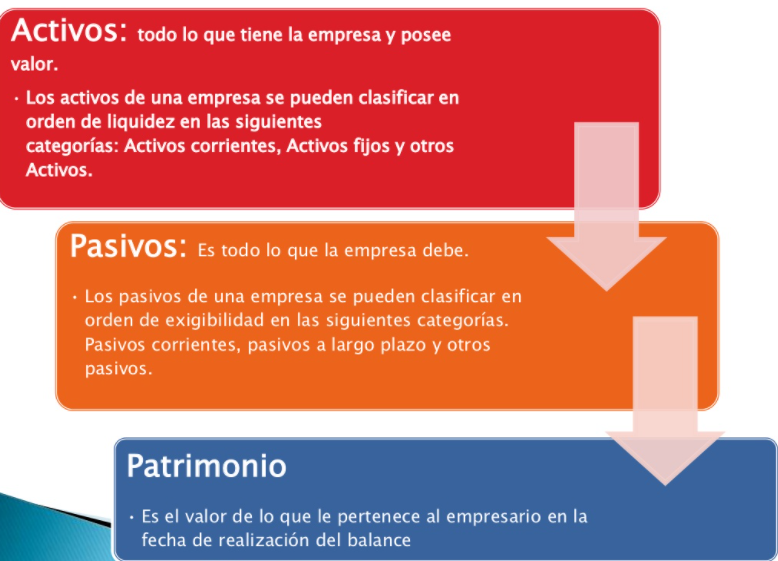 Activos: todo lo que tiene la empresa y posee
valor.
• Los activos de una empresa se pueden clasificar en
orden de liquidez en las siguientes
categorías: Activos corrientes, Activos fijos y otros
Activos.
Pasivos: Es todo lo que la empresa debe.
• Los pasivos de una empresa se pueden clasificar en
orden de exigibilidad en las siguientes categorías.
Pasivos corrientes, pasivos a largo plazo y otros
pasivos.
Patrimonio
• Es el valor de lo que le pertenece al empresario en la
fecha de realización del balance